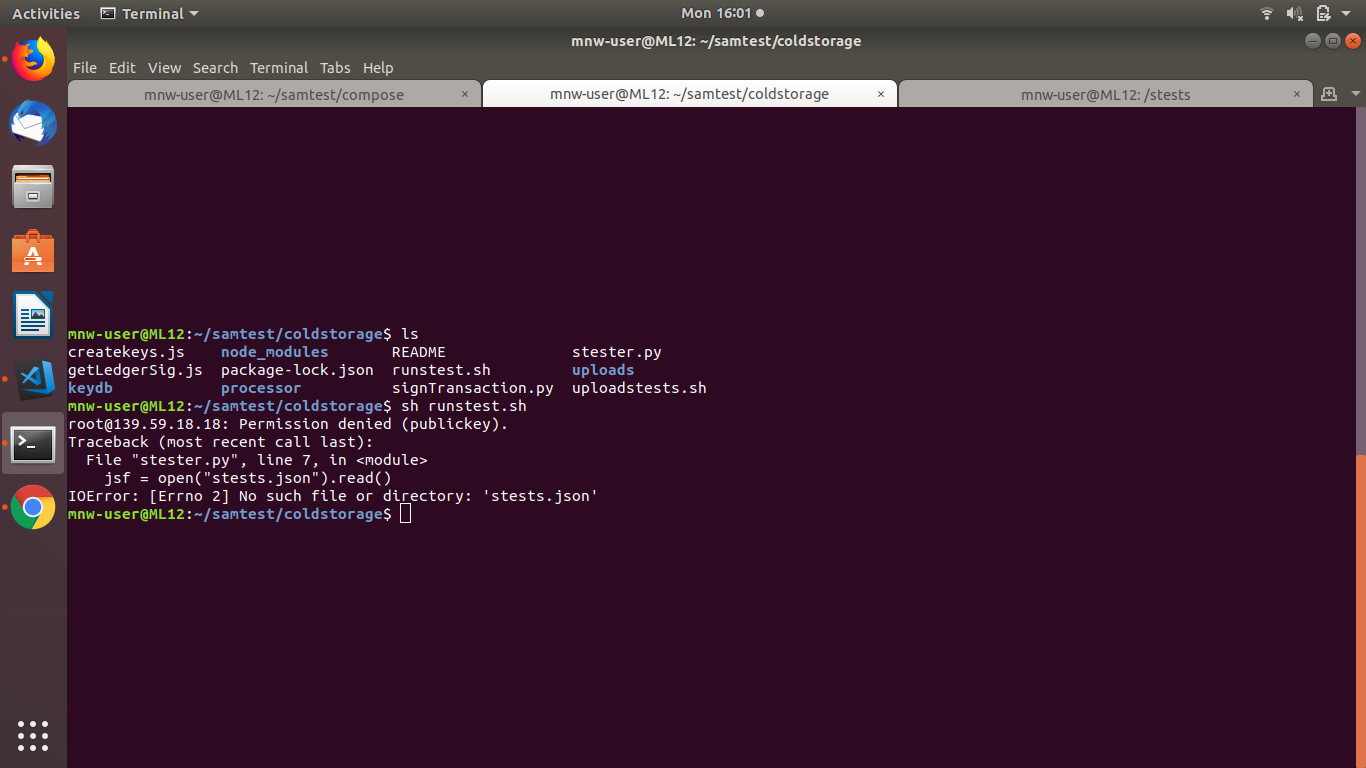 Activities Terminal Mon 16:01
mnw-user@ML12: ~/samtest/coldstorage
File Edit View Search Terminal Tabs Help
mnw-user@ML12: ~/samtest/compose × mnw-user@ML12: ~/samtest/coldstorage × mnw-user@ML12: /stests ×
mnw-user@ML12:~/samtest/coldstorage$ ls
createkeys.js node_modules README stester.py
getLedgerSig.js package-lock.json runstest.sh uploads
keydb processor signTransaction.py uploadstests.sh
mnw-user@ML12:~/samtest/coldstorage$ sh runstest.sh
root@139.59.18.18: Permission denied (publickey).
Traceback (most recent call last):
File "stester.py", line 7, in <module>
jsf = open("stests.json").read()
IOError: [Errno 2] No such file or directory: 'stests.json'
mnw-user@ML12:~/samtest/coldstorage$